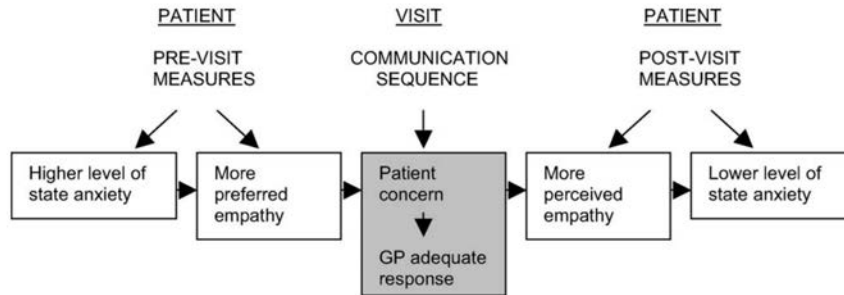 PATIENT
PRE-VISIT
MEASURES
VISIT
COMMUNICATION
SEQUENCE
PATIENT
POST-VISIT
MEASURES
Higher level of
state anxiety
More
preferred
empathy
Patient
concern
GP adequate
response
More
perceived
empathy
Lower level of
state anxiety